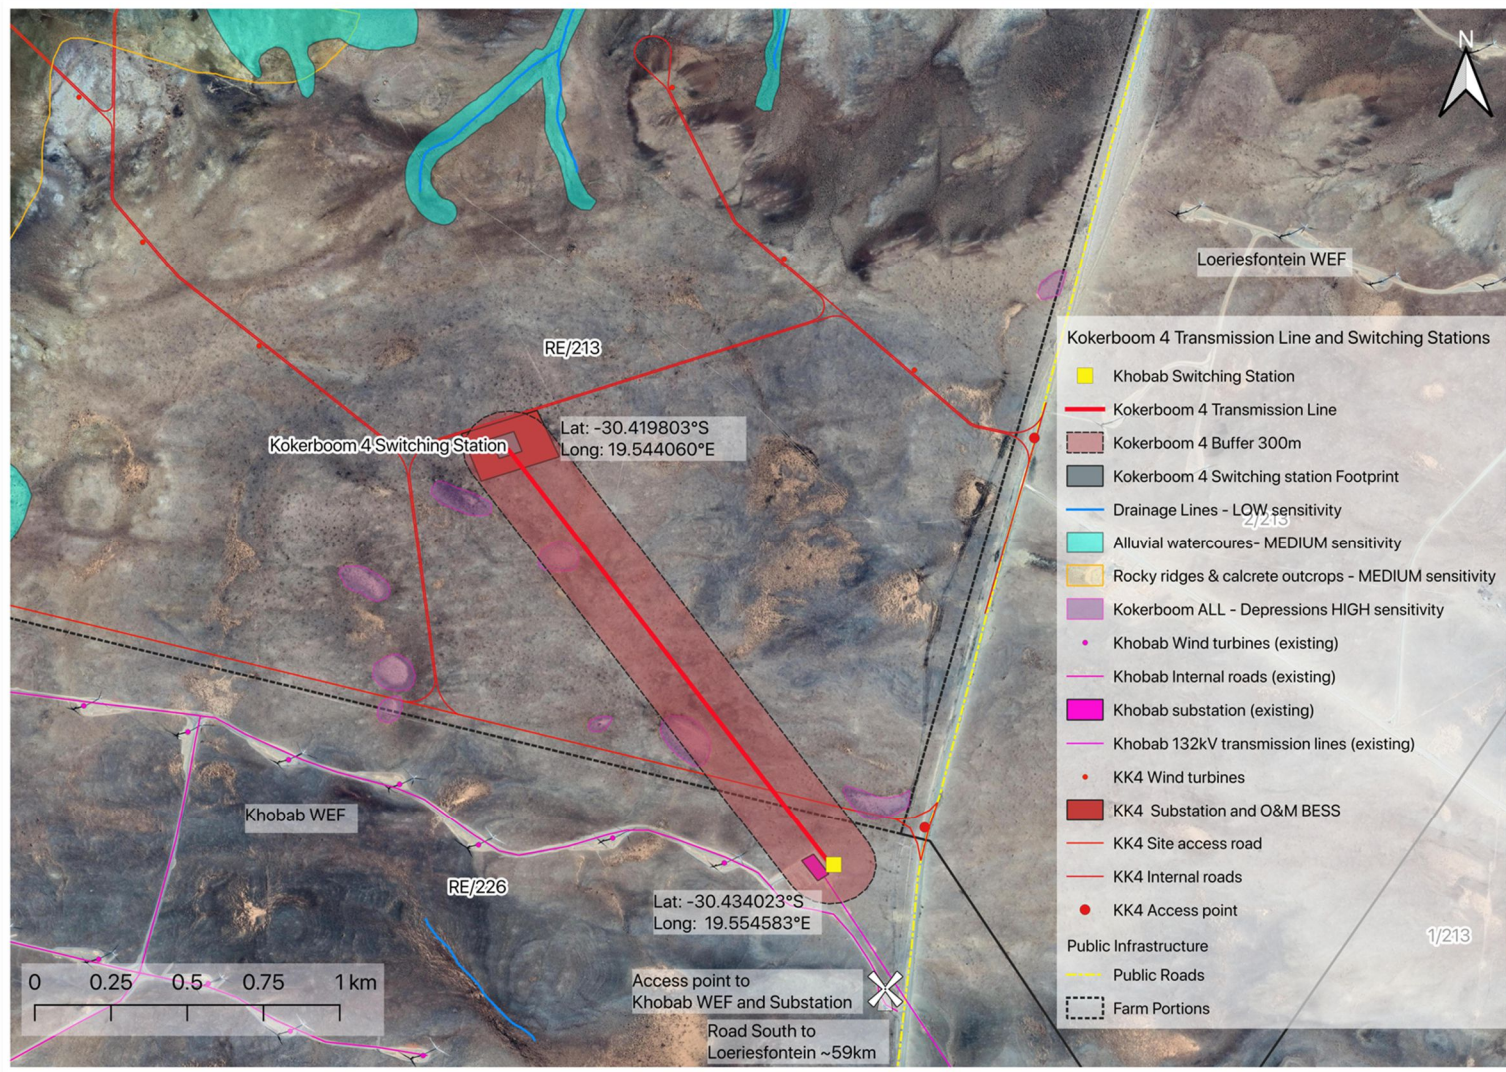 N
Loeriesfontein WEF
RE/213
Kokerboom 4 Switching Station
Lat: -30.419803°S
Long: 19.544060°E
Kokerboom 4 Transmission Line and Switching Stations
Khobab Switching Station
Kokerboom 4 Transmission Line
Kokerboom 4 Buffer 300m
Kokerboom 4 Switching station Footprint
Drainage Lines - LOW sensitivity
2/213
Alluvial watercoures- MEDIUM sensitivity
Rocky ridges & calcrete outcrops - MEDIUM sensitivity
Kokerboom ALL - Depressions HIGH sensitivity
Khobab Wind turbines (existing)
Khobab Internal roads (existing)
Khobab substation (existing)
Khobab 132kV transmission lines (existing)
KK4 Wind turbines
KK4 Substation and O&M BESS
KK4 Site access road
KK4 Internal roads
KK4 Access point
Public Infrastructure
Public Roads
Farm Portions
1/213
Khobab WEF
RE/226
Lat: -30.434023°S
Long: 19.554583°E
Access point to
Khobab WEF and Substation
Road South to
Loeriesfontein ~59km
0 0.25 0.5 0.75 1 km